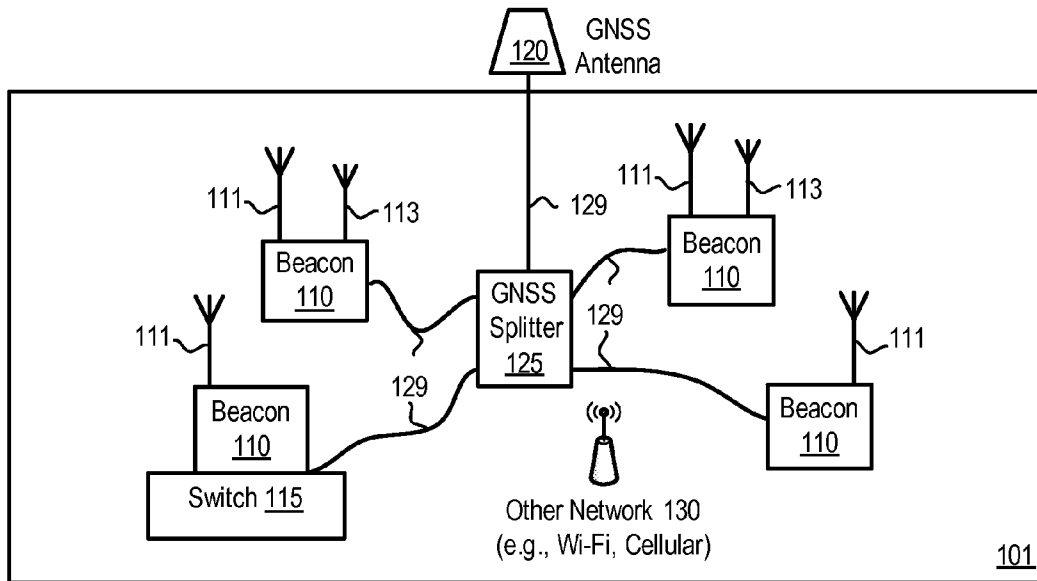 120
GNSS
Antenna
111
113
129
111
113
Beacon
110
Beacon
110
GNSS
Splitter
125
111
129
129
111
Beacon
110
Beacon
110
Switch 115
Other Network 130
(e.g., Wi-Fi, Cellular)
101